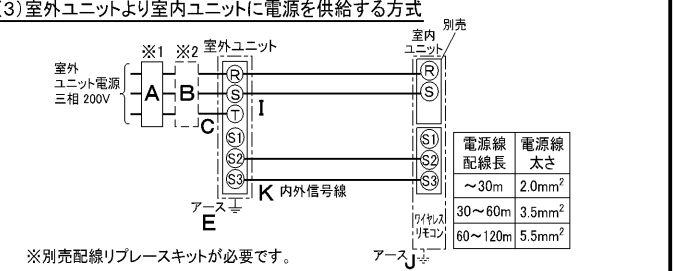 (3)室外ユニットより室内ユニットに電源を供給する方式
別売
※1 ※2 室外ユニット
室内
ユニット
室外
ユニット電源
三相 200V
A
B
C
R
S
T
S1
S2
S3
I
R
S
S1
S2
S3
K 内外信号線
アース
E
ワイヤレス
リモコン
アース
J
電源線
配線長
電源線
太さ
～30m 2.0mm²
30～60m 3.5mm²
60～120m 5.5mm²
※別売配線リプレースキットが必要です。